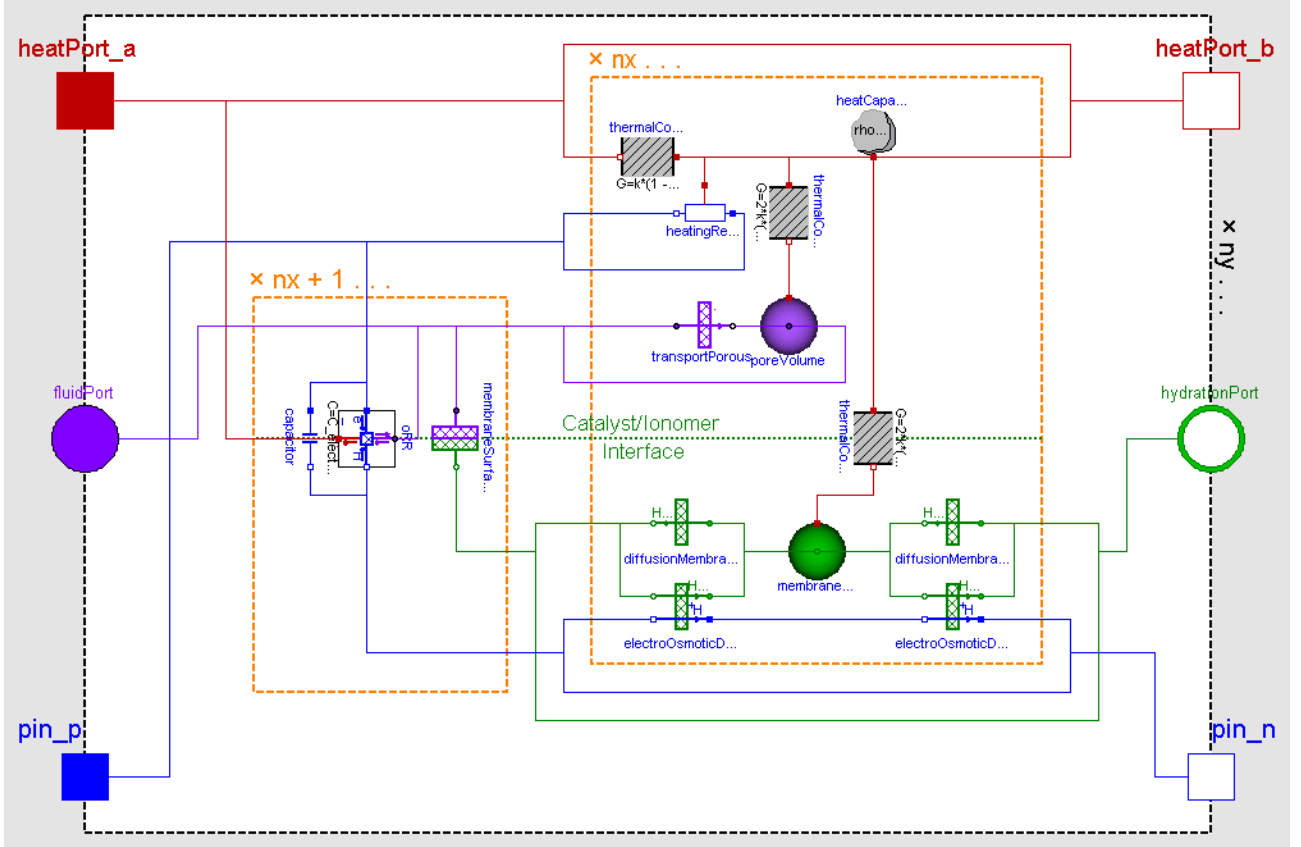 heatPort_a
heatPort_b
× nx . . .
heatCapa...
rho...
thermalCo...
G=k*(1 -...
thermalCo...
G=2*k*(...
heatingRe...
× ny . . .
× nx + 1 . . .
transportPorous
poreVolume
fluidPort
hydrationPort
capacitor
C=C_elect...
e
H
oRR
membraneSurfa...
Catalyst/Ionomer
Interface
thermalCo...
G=2*k*(...
H...
H...
diffusionMembra...
membrane...
diffusionMembra...
H...
H...
+H
+H
electroOsmoticD...
electroOsmoticD...
pin_p
pin_n